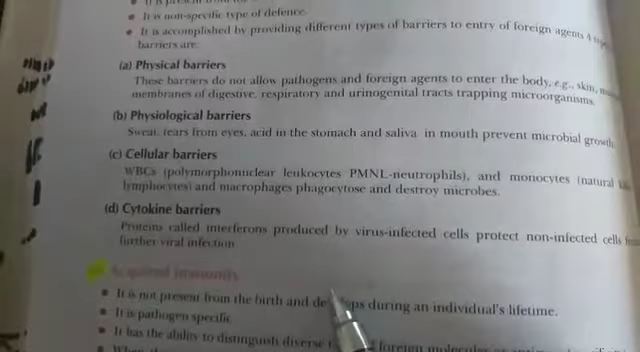 • It is non-specific type of defence.
• It is accomplished by providing different types of barriers to entry of foreign agents 4
barriers are:
(a) Physical barriers
These barriers do not allow pathogens and foreign agents to enter the body, e.g., skin,
membranes of digestive, respiratory and urinogenital tracts trapping microorganisms.
(b) Physiological barriers
Sweat, tears from eyes, acid in the stomach and saliva in mouth prevent microbial growth
(c) Cellular barriers
WBCs (polymorphonuclear leukocytes PMNL-neutrophils), and monocytes (natural
lymphocytes) and macrophages phagocytose and destroy microbes.
(d) Cytokine barriers
Proteins called interferons produced by virus-infected cells protect non-infected cells from
further viral infection
Acquired immunity
• It is not present from the birth and during an individual's lifetime.
• It is pathogen specific
• It has the ability to distinguish diverse foreign